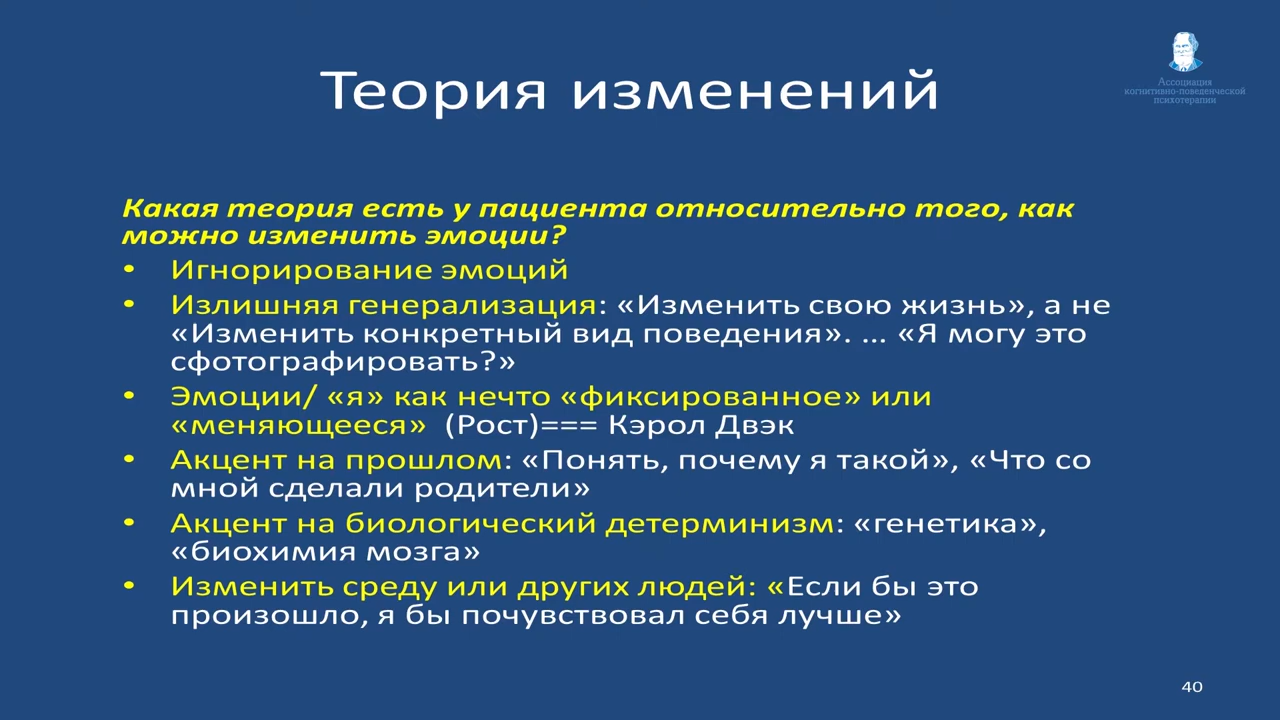 Теория изменений
Ассоциация
когнитивно-поведенческой
психотерапии
Какая теория есть у пациента относительно того, как
можно изменить эмоции?
• Игнорирование эмоций
• Излишняя генерализация: «Изменить свою жизнь», а не
«Изменить конкретный вид поведения». ... «Я могу это
сфотографировать?»
• Эмоции/ «я» как нечто «фиксированное» или
«меняющееся» (Рост)=== Кэрол Двэк
• Акцент на прошлом: «Понять, почему я такой», «Что со
мной сделали родители»
• Акцент на биологический детерминизм: «генетика»,
«биохимия мозга»
• Изменить среду или других людей: «Если бы это
произошло, я бы почувствовал себя лучше»
40